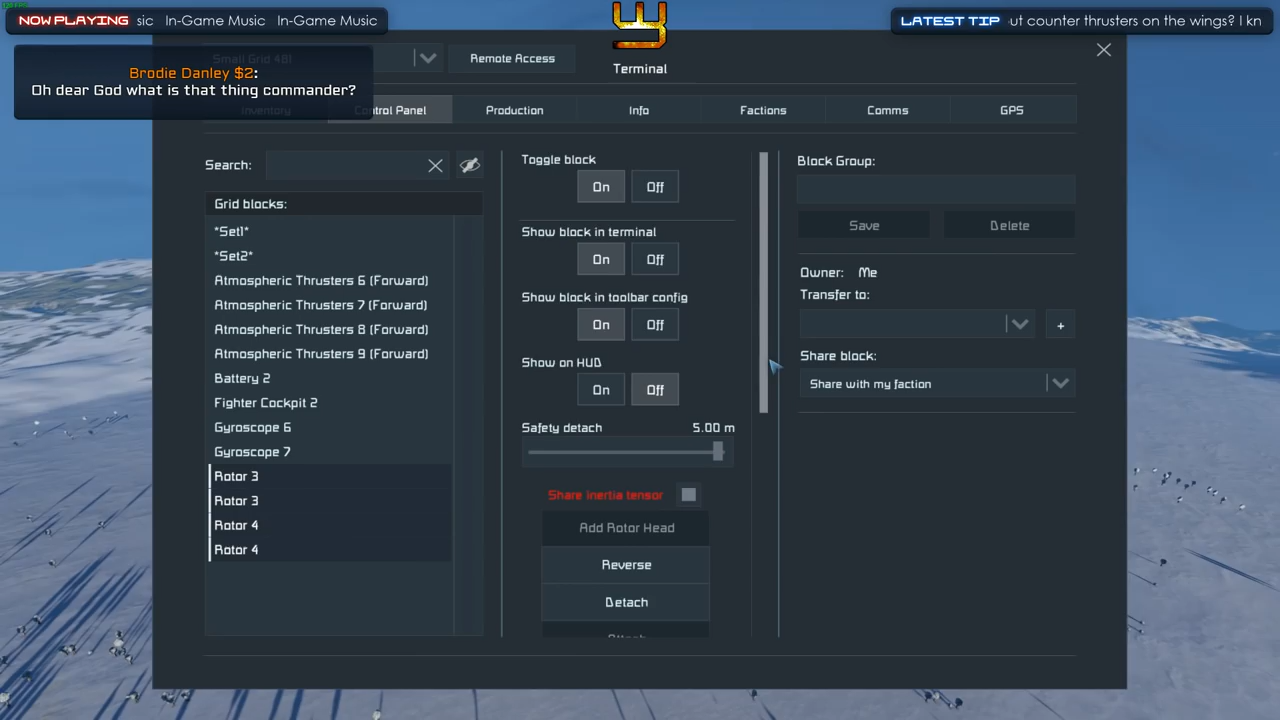 NOW PLAYING sic In-Game Music In-Game Music
LATEST TIP ut counter thrusters on the wings? I kn
Small Grid 481
Remote Access
Terminal
Brodie Danley $2:
Oh dear God what is that thing commander?
Inventory
Control Panel
Production
Info
Factions
Comms
GPS
Search:
Grid blocks:
*Set1*
*Set2*
Atmospheric Thrusters 6 (Forward)
Atmospheric Thrusters 7 (Forward)
Atmospheric Thrusters 8 (Forward)
Atmospheric Thrusters 9 (Forward)
Battery 2
Fighter Cockpit 2
Gyroscope 6
Gyroscope 7
Rotor 3
Rotor 3
Rotor 4
Rotor 4
Toggle block
On Off
Show block in terminal
On Off
Show block in toolbar config
On Off
Show on HUD
On Off
Safety detach 5.00 m
Share inertia tensor
Add Rotor Head
Reverse
Detach
Attach
Block Group:
Save Delete
Owner: Me
Transfer to:
+
Share block:
Share with my faction